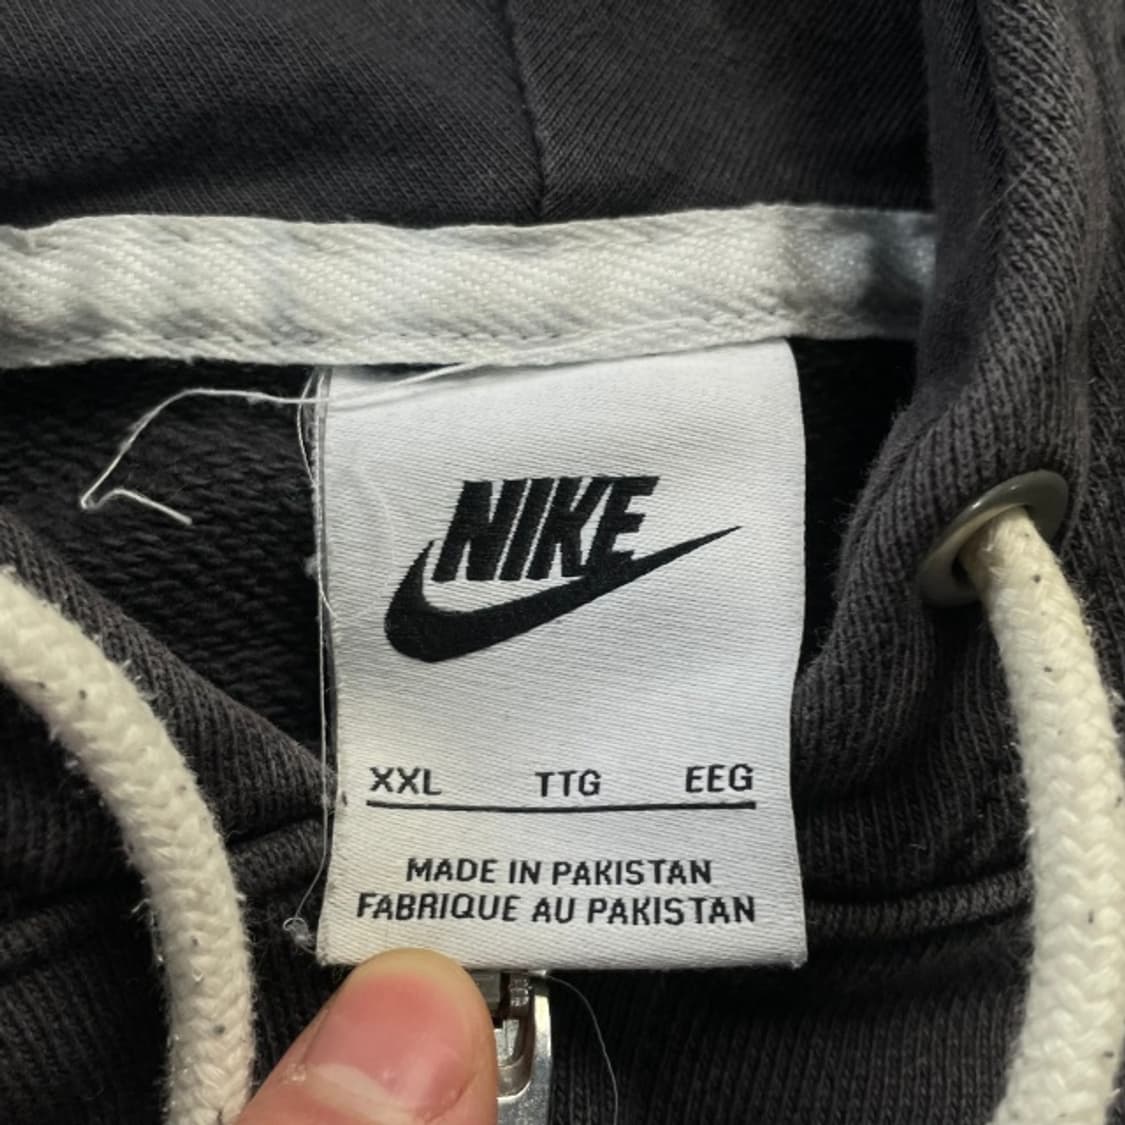 NIKE
XXL TTG EEG
MADE IN PAKISTAN
FABRIQUE AU PAKISTAN